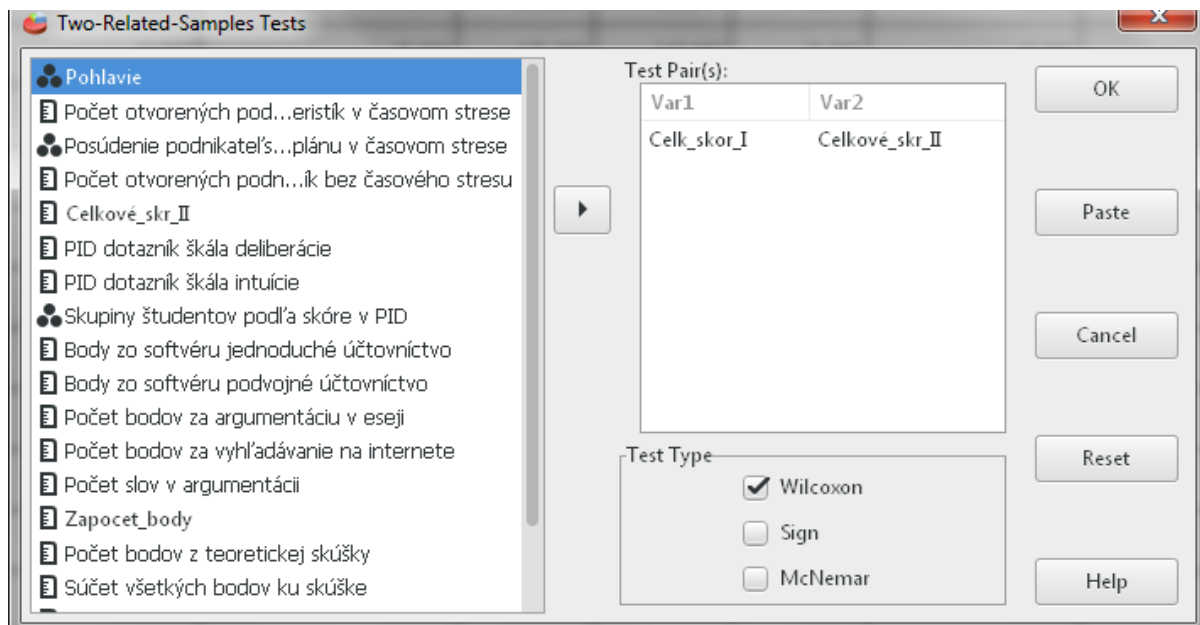 Two-Related-Samples Tests
Pohlavie
Počet otvorených pod...eristík v časovom strese
Posúdenie podnikateľs...plánu v časovom strese
Počet otvorených podn...ík bez časového stresu
Celkové_skr_II
PID dotazník škála deliberácie
PID dotazník škála intuície
Skupiny študentov podľa skóre v PID
Body zo softvéru jednoduché účtovníctvo
Body zo softvéru podvojné účtovníctvo
Počet bodov za argumentáciu v eseji
Počet bodov za vyhľadávanie na internete
Počet slov v argumentácii
Zapocet_body
Počet bodov z teoretickej skúšky
Súčet všetkých bodov ku skúške
Test Pair(s):
Var1 Var2
Celk_skor_I Celkové_skr_II
Test Type
Wilcoxon
Sign
McNemar
OK
Paste
Cancel
Reset
Help